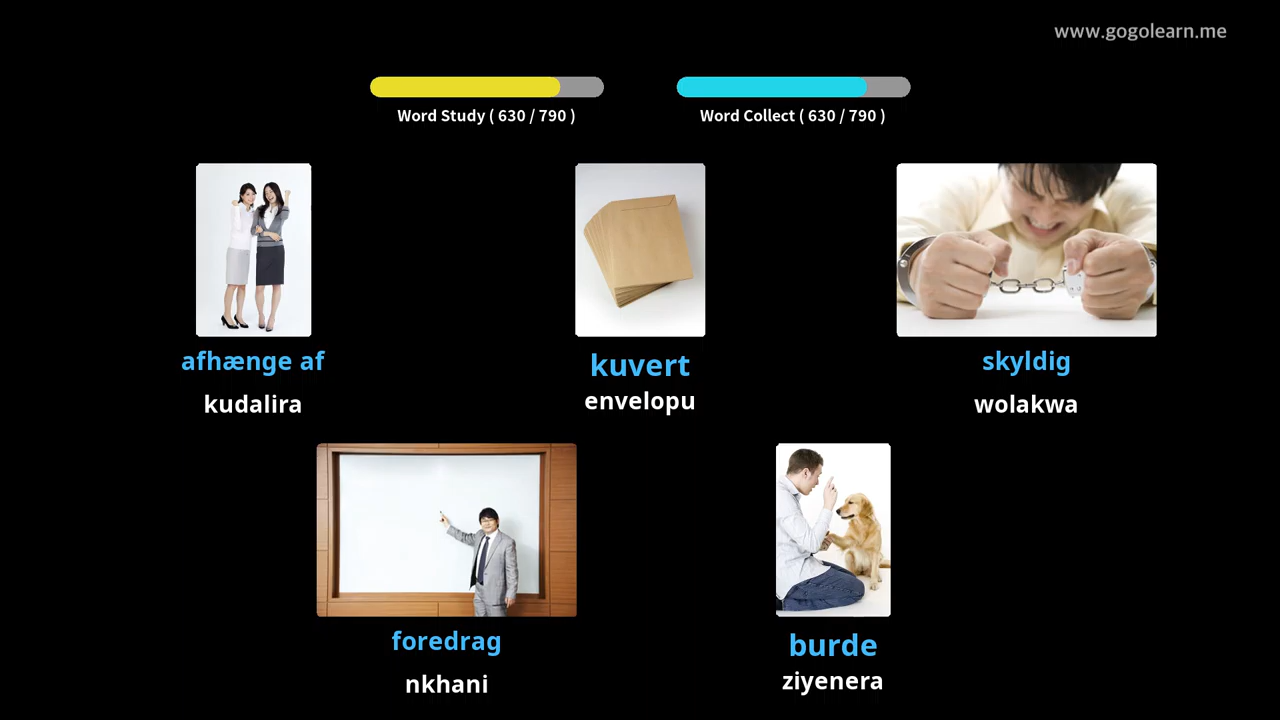 www.gogolearn.me
Word Study ( 630 / 790 )
Word Collect ( 630 / 790 )
afhænge af
kudalira
kuvert
envelopu
skyldig
wolakwa
foredrag
nkhani
burde
ziyenera